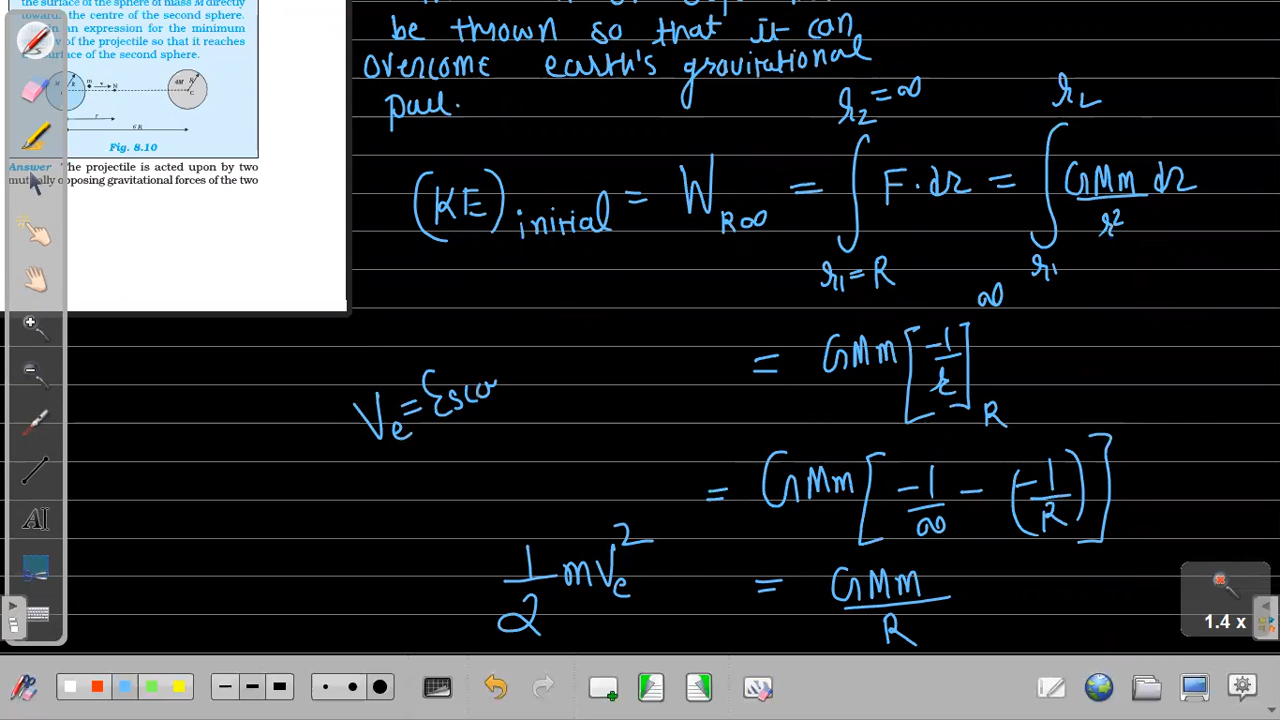 the surface of the sphere of mass M directly
the centre of the second sphere.
an expression for the minimum
of the projectile so that it reaches
surface of the second sphere.
6 R
Fig. 8.10
Answer The projectile is acted upon by two
mutually opposing gravitational forces of the two
be thrown so that it can
overcome earth's gravitational
pull.
(KE)initial = W_R∞ = ∫_{r1=R}^{r2=∞} F·dr = ∫_{r1}^{r2} GMm/r² dr
= GMm [-1/r]_R^∞
Ve = Esca
= GMm [-1/∞ - (-1/R)]
1/2 mVe² = GMm/R
AI
1.4 x